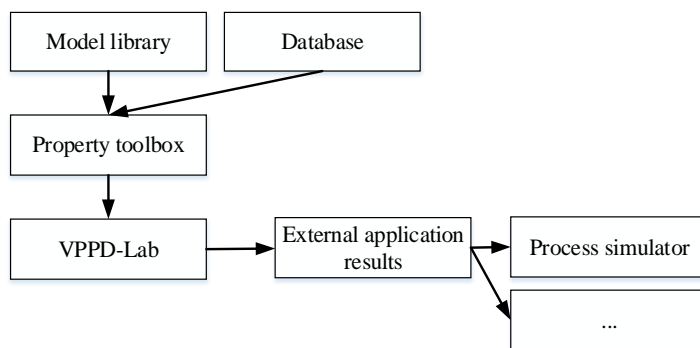 Model library
Database
Property toolbox
VPPD-Lab
External application
results
Process simulator
...